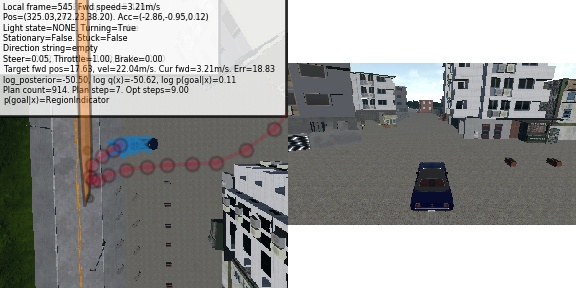 Local frame=545: Fwd speed=3.21m/s
Pos=(325.03,272.23,38.20). Acc=(-2.86,-0.95,0.12)
Light state=NONE. Turning=True
Stationary=False. Stuck=False
Direction string=empty
Steer=0.05, Throttle=1.00, Brake=0.00
Target fwd pos=17.63, vel=22.04m/s. Cur fwd=3.21m/s. Err=18.83
log_posterior=-50.50, log q(x)=-50.62, log p(goal|x)=0.11
Plan count=914. Plan step=7. Opt steps=9.00
p(goal|x)=RegionIndicator